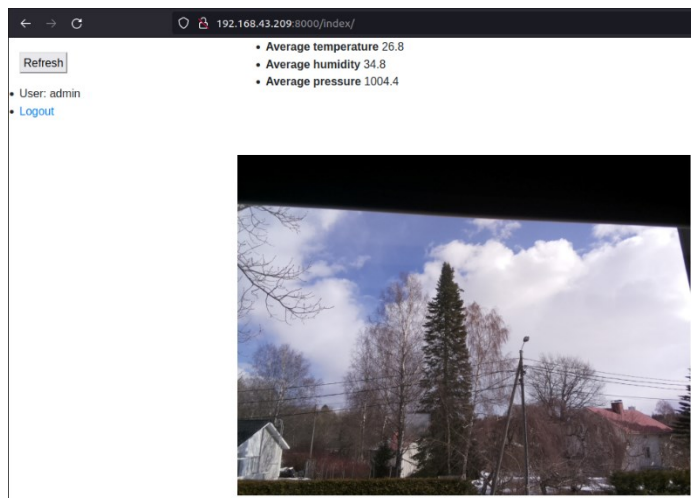 192.168.43.209:8000/index/
Refresh
User: admin
Logout
Average temperature 26.8
Average humidity 34.8
Average pressure 1004.4